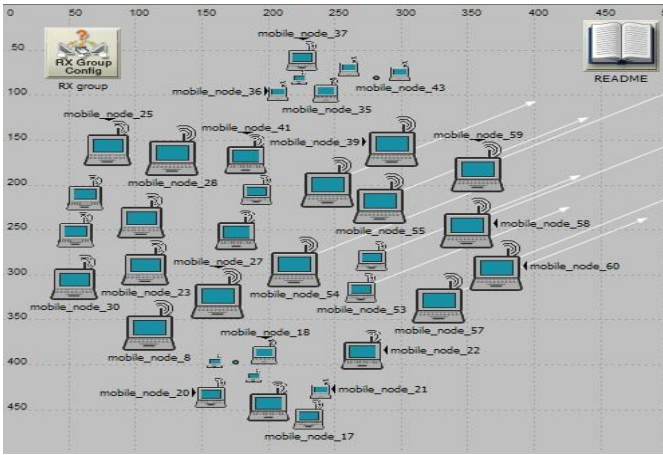 0 50 100 150 200 250 300 350 400 450 500
50
100
150
200
250
300
350
400
450
RX Group
Config
RX group
README
mobile_node_37
mobile_node_36
mobile_node_43
mobile_node_35
mobile_node_25
mobile_node_41
mobile_node_39
mobile_node_59
mobile_node_28
mobile_node_55
mobile_node_58
mobile_node_27
mobile_node_60
mobile_node_30
mobile_node_23
mobile_node_54
mobile_node_53
mobile_node_57
mobile_node_18
mobile_node_8
mobile_node_22
mobile_node_20
mobile_node_21
mobile_node_17